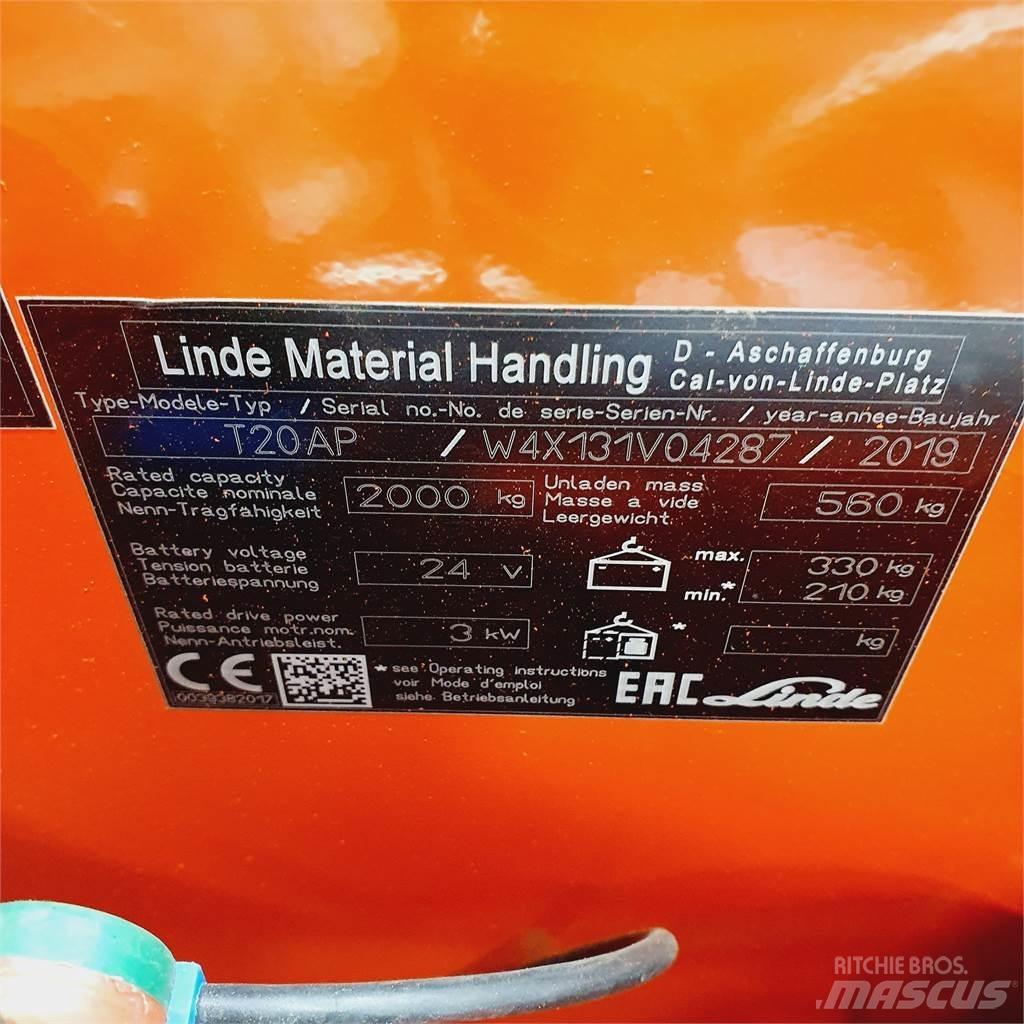 Linde Material Handling D - Aschaffenburg
Cal-von-Linde-Platz
Type-Modele-Typ / Serial no.-No. de serie-Serien-Nr. / year-annee-Baujahr
T20AP / W4X131V04287 / 2019
Rated capacity
Capacite nominale
Nenn-Tragfähigkeit
2000 kg
Unladen mass
Masse a vide
Leergewicht.
560 kg
Battery voltage
Tension batterie
Batteriespannung
24 v
max. 330 kg
min.* 210 kg
Rated drive power
Puissance motr.nom.
Nenn-Antriebsleist.
3 kW
* kg
CE
0039382017
* see Operating instructions
voir Mode d'emploi
siehe Betriebsanleitung
EAC Linde
RITCHIE BROS.
MASCUS